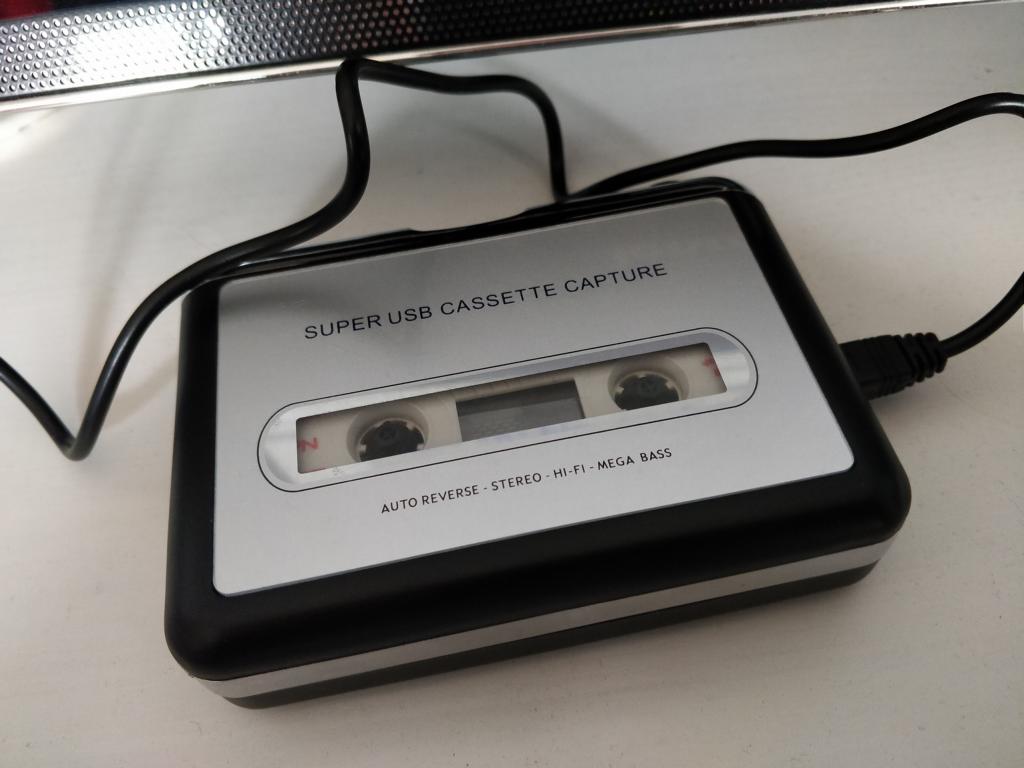 SUPER USB CASSETTE CAPTURE
AUTO REVERSE - STEREO - HI-FI - MEGA BASS